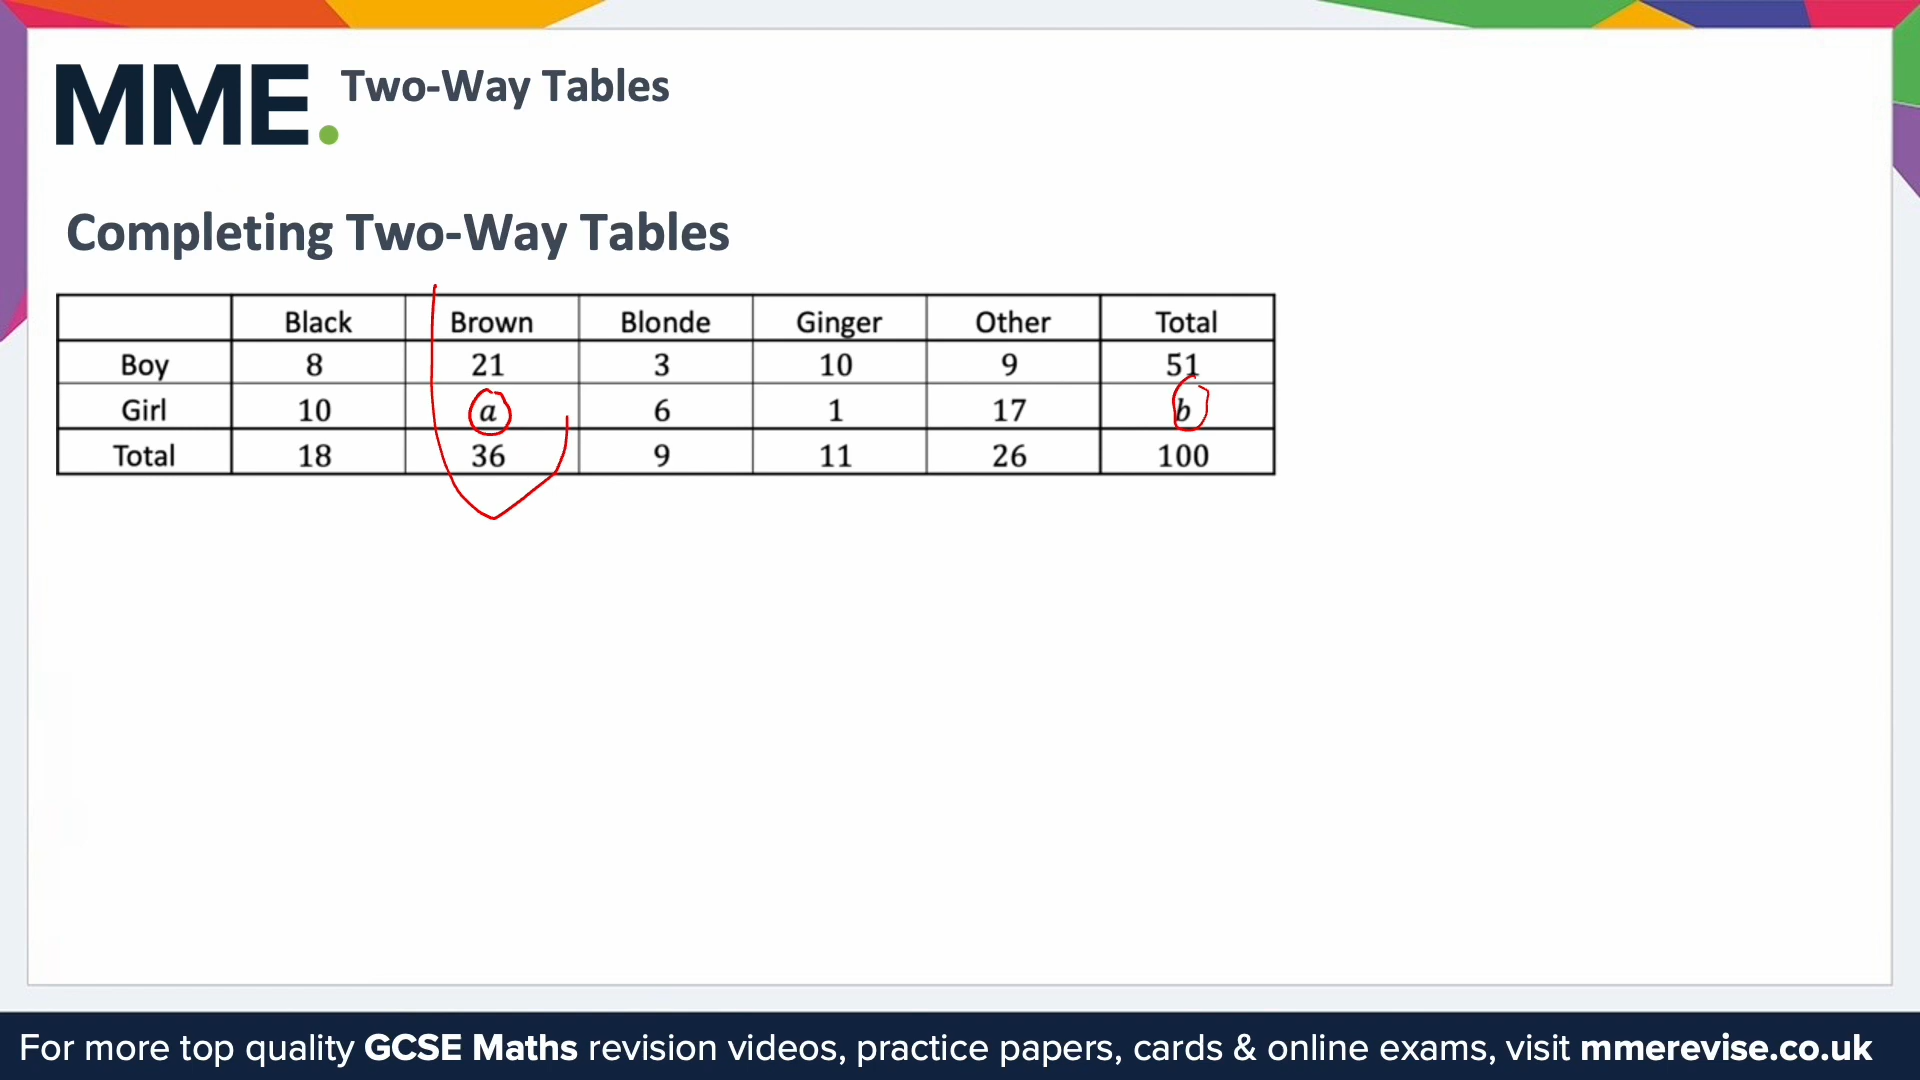 MME. Two-Way Tables
Completing Two-Way Tables
Black Brown Blonde Ginger Other Total
Boy 8 21 3 10 9 51
Girl 10 a 6 1 17 b
Total 18 36 9 11 26 100
For more top quality GCSE Maths revision videos, practice papers, cards & online exams, visit mmerevise.co.uk